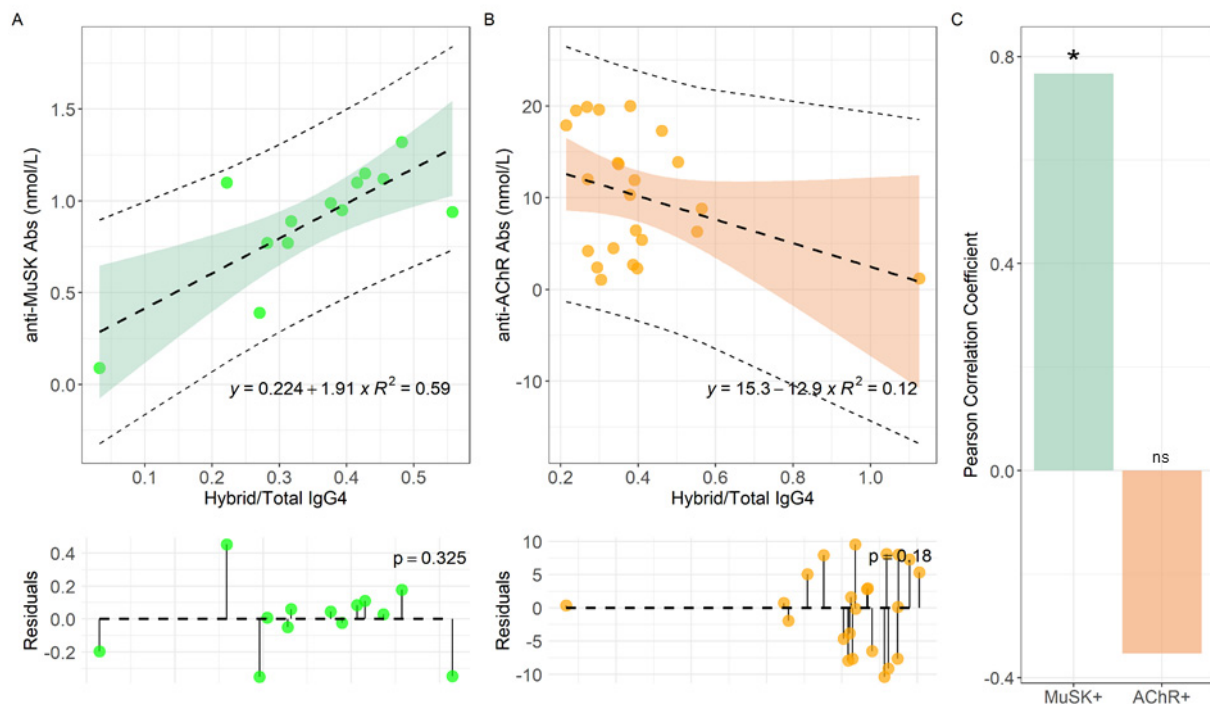 A
anti-MuSK Abs (nmol/L)
1.5
1.0
0.5
0.0
y = 0.224 + 1.91 x R² = 0.59
0.1 0.2 0.3 0.4 0.5
Hybrid/Total IgG4
Residuals
0.4
0.2
0.0
-0.2
p = 0.325
B
anti-AChR Abs (nmol/L)
20
10
0
-10
y = 15.3 − 12.9 x R² = 0.12
0.2 0.4 0.6 0.8 1.0
Hybrid/Total IgG4
Residuals
10
5
0
-5
-10
p = 0.18
C
Pearson Correlation Coefficient
0.8
0.4
0.0
-0.4
*
ns
MuSK+ AChR+